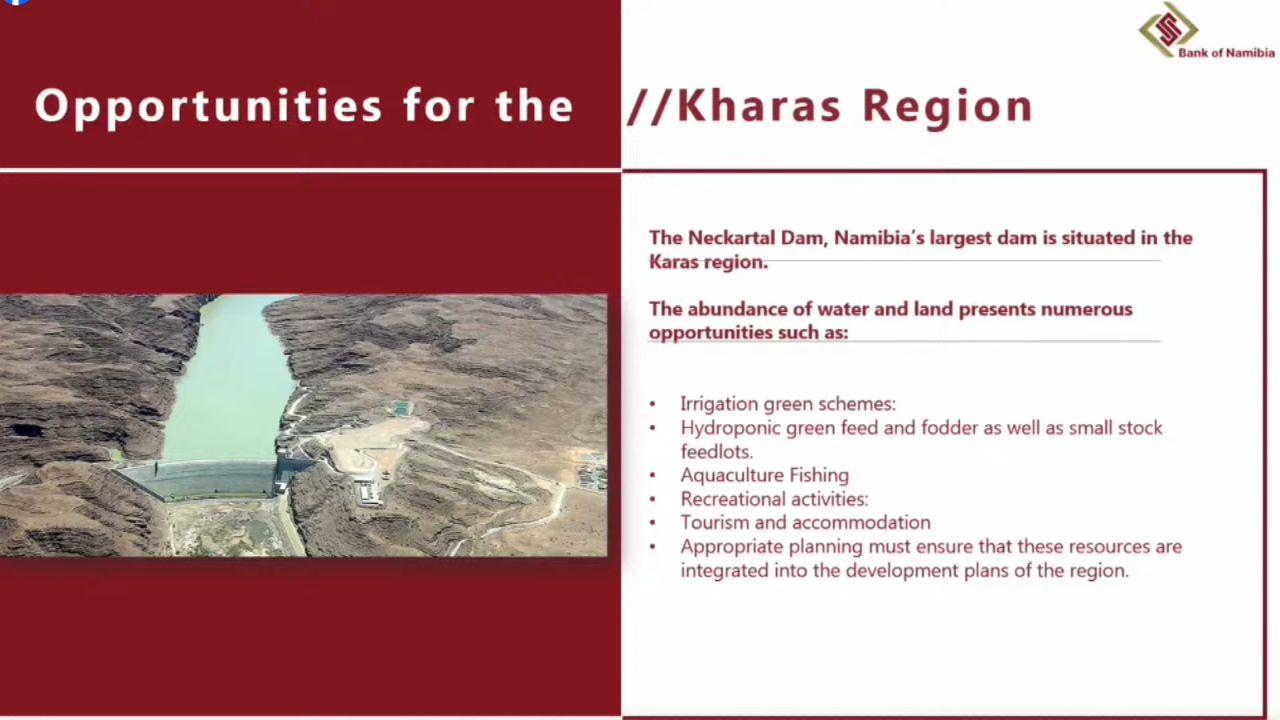 Bank of Namibia
Opportunities for the //Kharas Region
The Neckartal Dam, Namibia's largest dam is situated in the
Karas region.
The abundance of water and land presents numerous
opportunities such as:
• Irrigation green schemes:
• Hydroponic green feed and fodder as well as small stock
feedlots.
• Aquaculture Fishing
• Recreational activities:
• Tourism and accommodation
• Appropriate planning must ensure that these resources are
integrated into the development plans of the region.